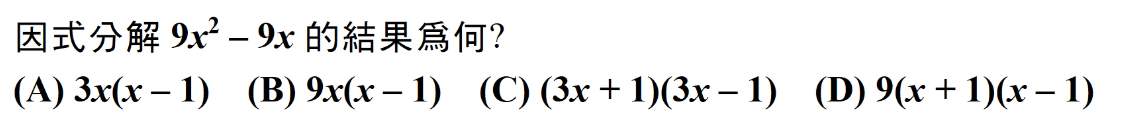 因式分解 9x² – 9x 的結果爲何?
(A) 3x(x – 1) (B) 9x(x – 1) (C) (3x + 1)(3x – 1) (D) 9(x + 1)(x – 1)